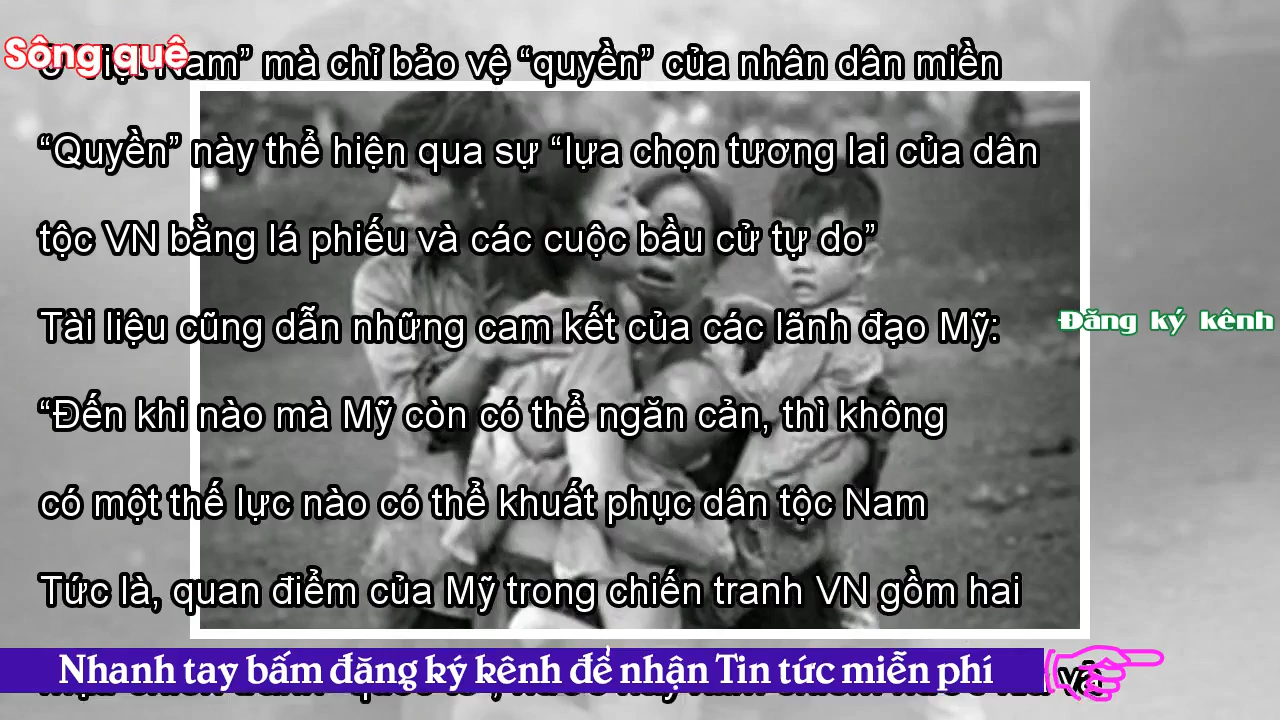 Sông quê
Nam” mà chỉ bảo vệ “quyền” của nhân dân miền
“Quyền” này thể hiện qua sự “lựa chọn tương lai của dân
tộc VN bằng lá phiếu và các cuộc bầu cử tự do”
Tài liệu cũng dẫn những cam kết của các lãnh đạo Mỹ:
Đăng ký kênh
“Đến khi nào mà Mỹ còn có thể ngăn cản, thì không
có một thế lực nào có thể khuất phục dân tộc Nam
Tức là, quan điểm của Mỹ trong chiến tranh VN gồm hai
Nhanh tay bấm đăng ký kênh để nhận Tin tức miễn phí